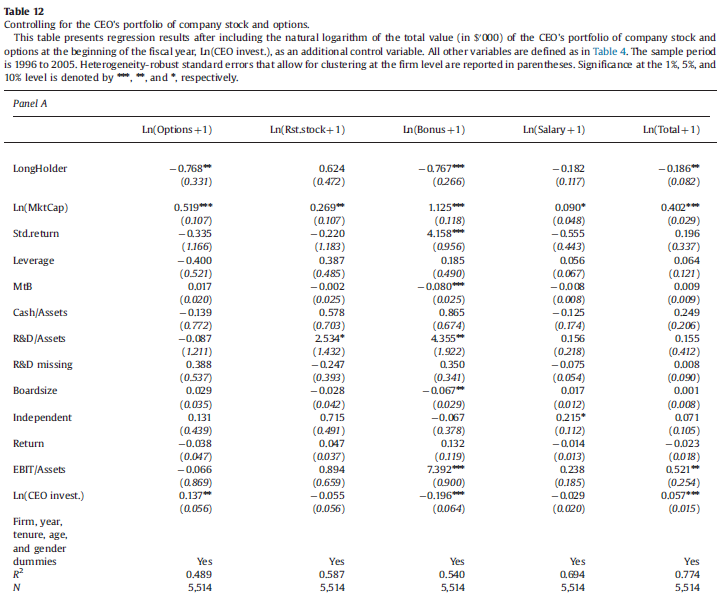 Table 12
Controlling for the CEO's portfolio of company stock and options.
This table presents regression results after including the natural logarithm of the total value (in $'000) of the CEO's portfolio of company stock and
options at the beginning of the fiscal year, Ln(CEO invest.), as an additional control variable. All other variables are defined as in Table 4. The sample period
is 1996 to 2005. Heterogeneity-robust standard errors that allow for clustering at the firm level are reported in parentheses. Significance at the 1%, 5%, and
10% level is denoted by ***, **, and *, respectively.
Panel A
Ln(Options+1) Ln(Rst.stock+1) Ln(Bonus+1) Ln(Salary+1) Ln(Total+1)
LongHolder −0.768** 0.624 −0.767*** −0.182 −0.186**
(0.331) (0.472) (0.266) (0.117) (0.082)
Ln(MktCap) 0.519*** 0.269** 1.125*** 0.090* 0.402***
(0.107) (0.107) (0.118) (0.048) (0.029)
Std.return −0.335 −0.220 4.158*** −0.555 0.196
(1.166) (1.183) (0.956) (0.443) (0.337)
Leverage −0.400 0.387 0.185 0.056 0.064
(0.521) (0.485) (0.490) (0.067) (0.121)
MtB 0.017 −0.002 −0.080*** −0.008 0.009
(0.020) (0.025) (0.025) (0.008) (0.009)
Cash/Assets −0.139 0.578 0.865 −0.125 0.249
(0.772) (0.703) (0.674) (0.174) (0.206)
R&D/Assets −0.087 2.534* 4.355** 0.156 0.155
(1.211) (1.432) (1.922) (0.218) (0.412)
R&D missing 0.388 −0.247 0.350 −0.075 0.008
(0.537) (0.393) (0.341) (0.054) (0.090)
Boardsize 0.029 −0.028 −0.067** 0.017 0.001
(0.035) (0.042) (0.029) (0.012) (0.008)
Independent 0.131 0.715 −0.067 0.215* 0.071
(0.439) (0.491) (0.378) (0.112) (0.105)
Return −0.038 0.047 0.132 −0.014 −0.023
(0.047) (0.037) (0.119) (0.013) (0.018)
EBIT/Assets −0.066 0.894 7.392*** 0.238 0.521**
(0.869) (0.659) (0.900) (0.185) (0.254)
Ln(CEO invest.) 0.137** −0.055 −0.196*** −0.029 0.057***
(0.056) (0.056) (0.064) (0.020) (0.015)
Firm, year,
tenure, age,
and gender
dummies Yes Yes Yes Yes Yes
R² 0.489 0.587 0.540 0.694 0.774
N 5,514 5,514 5,514 5,514 5,514